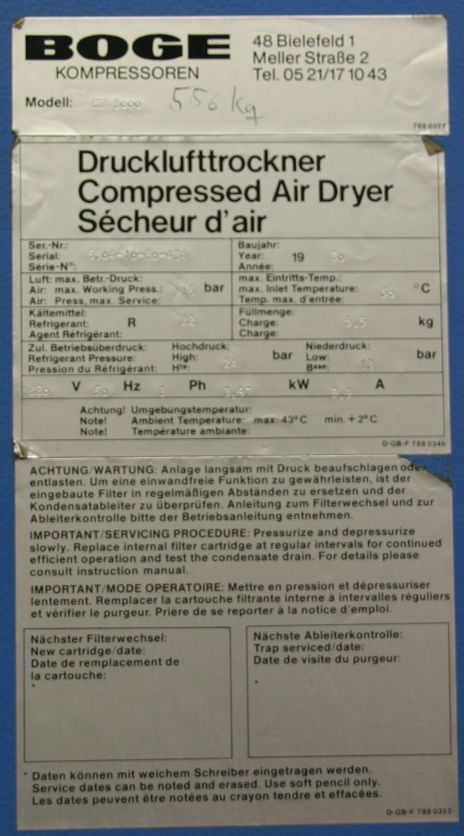 BOGE
KOMPRESSOREN
48 Bielefeld 1
Meller Straße 2
Tel. 05 21/17 10 43
Modell:
556 kg
788 0327
Drucklufttrockner
Compressed Air Dryer
Sécheur d'air
Ser.-Nr.:
Serial:
Série-N°:
Baujahr:
Year: 19
Année:
Luft: max. Betr.-Druck:
Air: max. Working Press.: bar
Air: Press, max. Service:
max. Eintritts-Temp.:
max. Inlet Temperature: °C
Temp. max. d'entrée:
Kältemittel:
Refrigerant: R 22
Agent Réfrigérant:
Füllmenge:
Charge: kg
Charge:
Zul. Betriebsüberdruck: Hochdruck: Niederdruck:
Refrigerant Pressure: High: bar Low: bar
Pression du Réfrigérant: Hte: Basse:
V Hz Ph kW A
Achtung! Umgebungstemperatur:
Note! Ambient Temperature: max. 43°C min. +2°C
Note! Température ambiante:
D-GB-F 788 0346
ACHTUNG/WARTUNG: Anlage langsam mit Druck beaufschlagen oder
entlasten. Um eine einwandfreie Funktion zu gewährleisten, ist der
eingebaute Filter in regelmäßigen Abständen zu ersetzen und der
Kondensatableiter zu überprüfen. Anleitung zum Filterwechsel und zur
Ableiterkontrolle bitte der Betriebsanleitung entnehmen.
IMPORTANT/SERVICING PROCEDURE: Pressurize and depressurize
slowly. Replace internal filter cartridge at regular intervals for continued
efficient operation and test the condensate drain. For details please
consult instruction manual.
IMPORTANT/MODE OPERATOIRE: Mettre en pression et dépressuriser
lentement. Remplacer la cartouche filtrante interne à intervalles réguliers
et vérifier le purgeur. Prière de se reporter à la notice d'emploi.
Nächster Filterwechsel:
New cartridge/date:
Date de remplacement de
la cartouche:
*
Nächste Ableiterkontrolle:
Trap serviced/date:
Date de visite du purgeur:
*
* Daten können mit weichem Schreiber eingetragen werden.
Service dates can be noted and erased. Use soft pencil only.
Les dates peuvent être notées au crayon tendre et effacées.
D-GB-F 788 0352